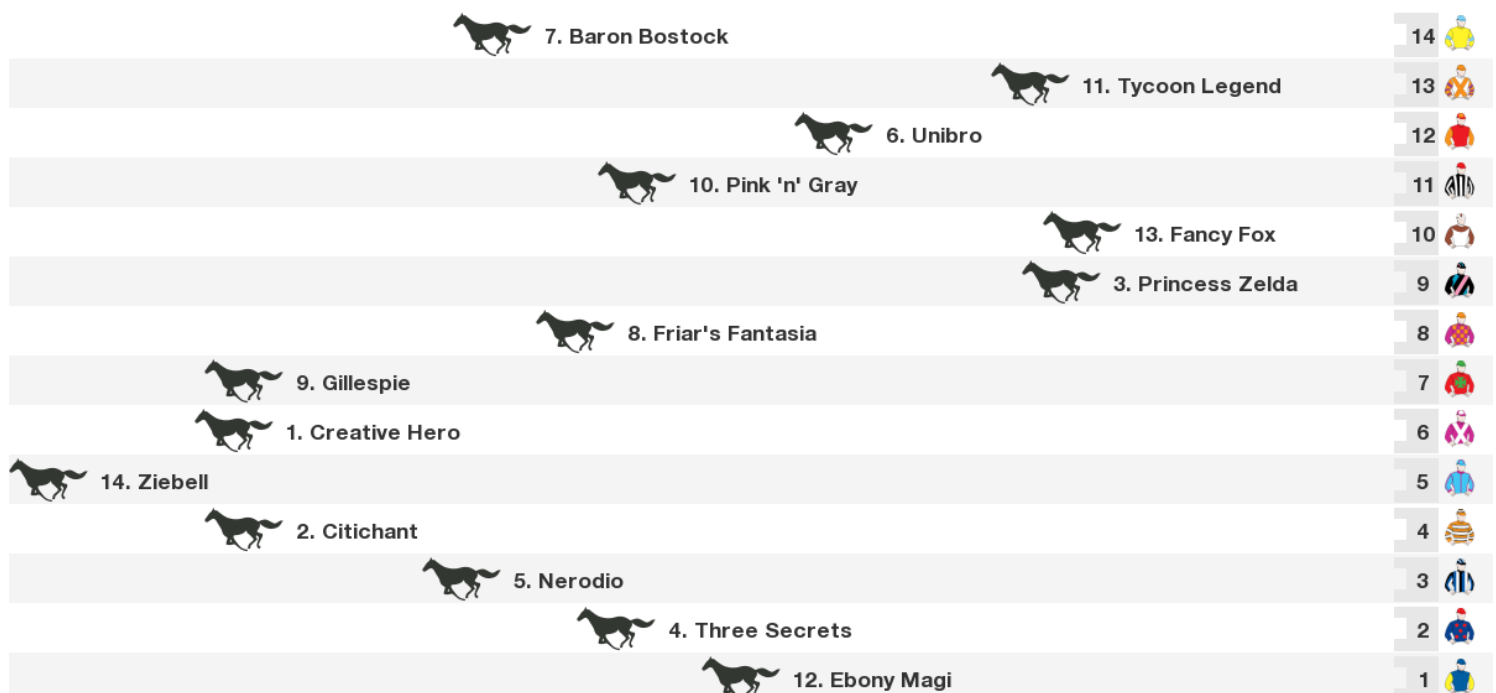 7. Baron Bostock 14
11. Tycoon Legend 13
6. Unibro 12
10. Pink 'n' Gray 11
13. Fancy Fox 10
3. Princess Zelda 9
8. Friar's Fantasia 8
9. Gillespie 7
1. Creative Hero 6
14. Ziebell 5
2. Citichant 4
5. Nerodio 3
4. Three Secrets 2
12. Ebony Magi 1